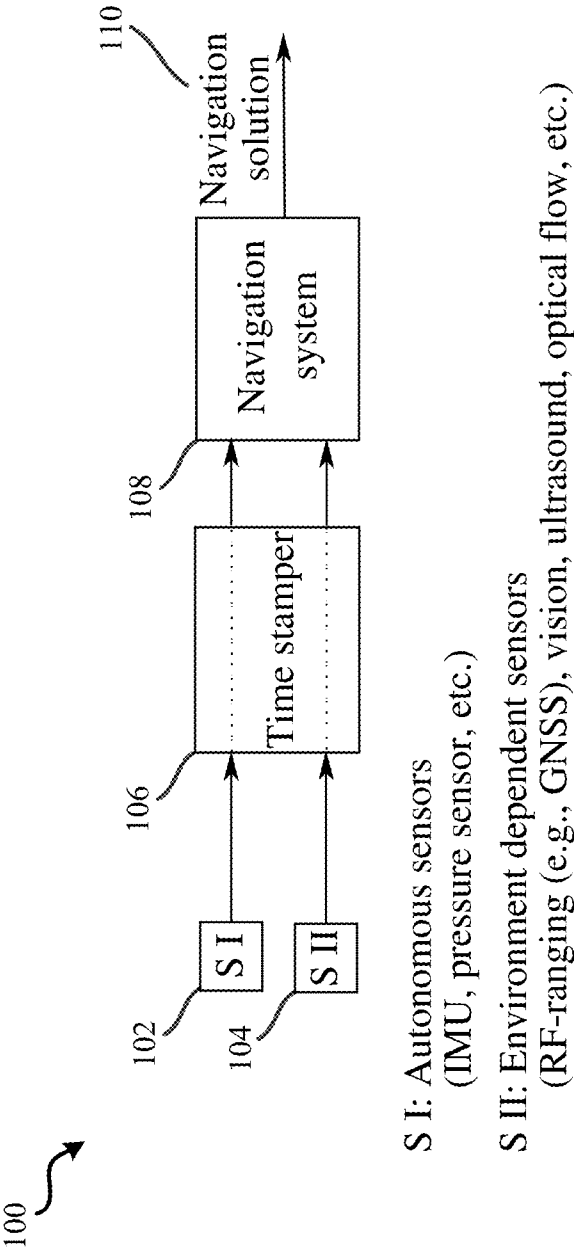 100
102
S I
104
S II
106
Time stamper
108
Navigation
system
Navigation
solution
110
S I: Autonomous sensors
(IMU, pressure sensor, etc.)
S II: Environment dependent sensors
(RF-ranging (e.g., GNSS), vision, ultrasound, optical flow, etc.)